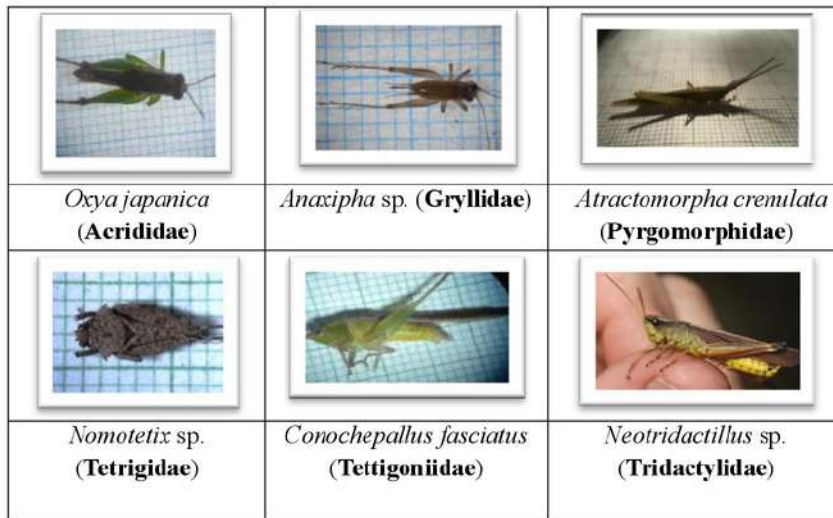 Oxya japanica
(Acrididae)
Anaxipha sp. (Gryllidae)
Atractomorpha crenulata
(Pyrgomorphidae)
Nomotetix sp.
(Tetrigidae)
Conochepallus fasciatus
(Tettigoniidae)
Neotridactillus sp.
(Tridactylidae)